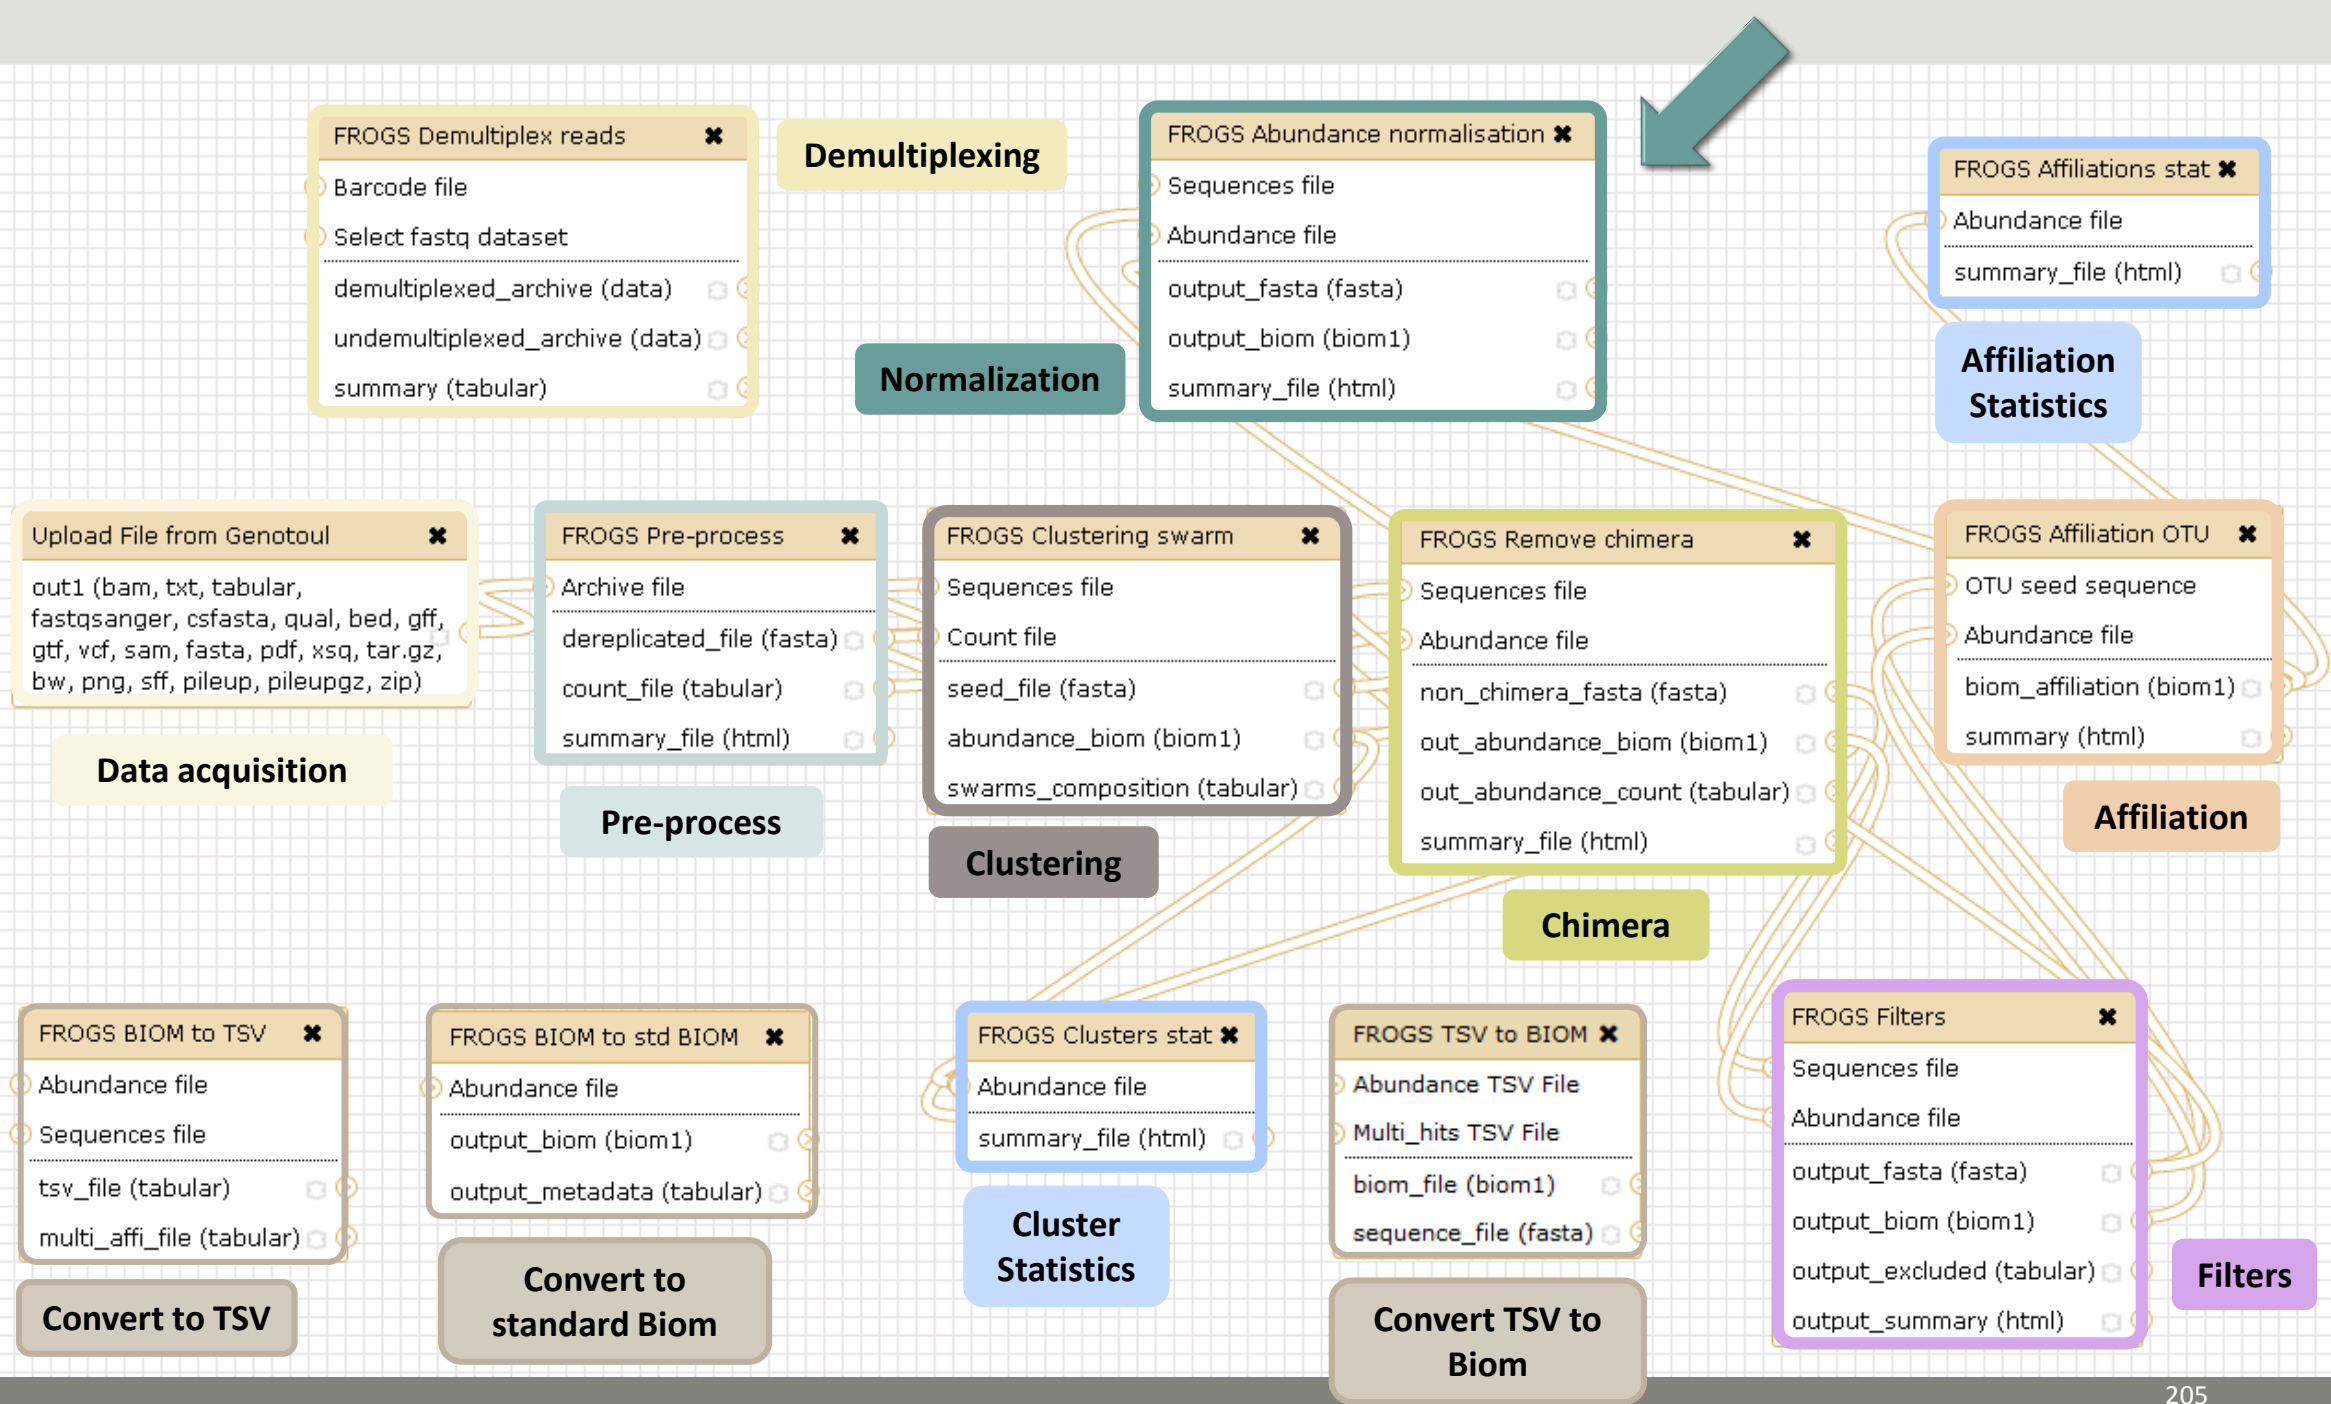 FROGS Demultiplex reads ✖
Barcode file
Select fastq dataset
demultiplexed_archive (data)
undemultiplexed_archive (data)
summary (tabular)
Demultiplexing
FROGS Abundance normalisation ✖
Sequences file
Abundance file
output_fasta (fasta)
output_biom (biom1)
summary_file (html)
Normalization
FROGS Affiliations stat ✖
Abundance file
summary_file (html)
Affiliation
Statistics
Upload File from Genotoul ✖
out1 (bam, txt, tabular,
fastqsanger, csfasta, qual, bed, gff,
gtf, vcf, sam, fasta, pdf, xsq, tar.gz,
bw, png, sff, pileup, pileupgz, zip)
Data acquisition
FROGS Pre-process ✖
Archive file
dereplicated_file (fasta)
count_file (tabular)
summary_file (html)
Pre-process
FROGS Clustering swarm ✖
Sequences file
Count file
seed_file (fasta)
abundance_biom (biom1)
swarms_composition (tabular)
Clustering
FROGS Remove chimera ✖
Sequences file
Abundance file
non_chimera_fasta (fasta)
out_abundance_biom (biom1)
out_abundance_count (tabular)
summary_file (html)
Chimera
FROGS Affiliation OTU ✖
OTU seed sequence
Abundance file
biom_affiliation (biom1)
summary (html)
Affiliation
FROGS BIOM to TSV ✖
Abundance file
Sequences file
tsv_file (tabular)
multi_affi_file (tabular)
Convert to TSV
FROGS BIOM to std BIOM ✖
Abundance file
output_biom (biom1)
output_metadata (tabular)
Convert to
standard Biom
FROGS Clusters stat ✖
Abundance file
summary_file (html)
Cluster
Statistics
FROGS TSV to BIOM ✖
Abundance TSV File
Multi_hits TSV File
biom_file (biom1)
sequence_file (fasta)
Convert TSV to
Biom
FROGS Filters ✖
Sequences file
Abundance file
output_fasta (fasta)
output_biom (biom1)
output_excluded (tabular)
output_summary (html)
Filters
205